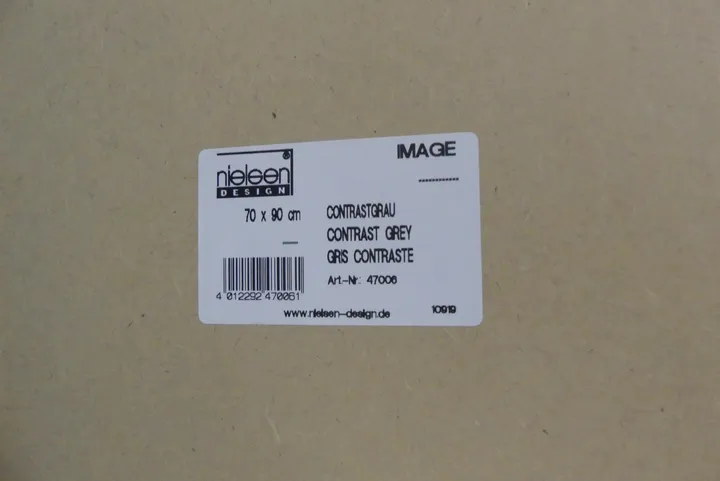 nielsen®
DESIGN
IMAGE
------------
70 x 90 cm
CONTRASTGRAU
CONTRAST GREY
GRIS CONTRASTE
Art.-Nr.: 47006
4 012292 470061
www.nielsen-design.de
10919